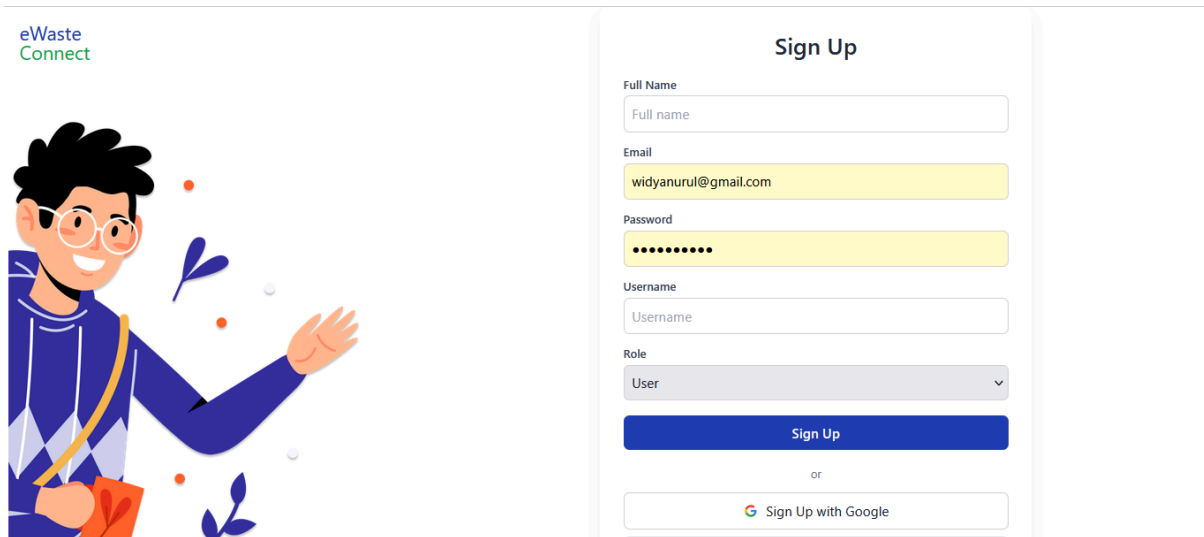 eWaste
Connect
Sign Up
Full Name
Full name
Email
widyanurul@gmail.com
Password
••••••••••
Username
Username
Role
User
Sign Up
or
Sign Up with Google